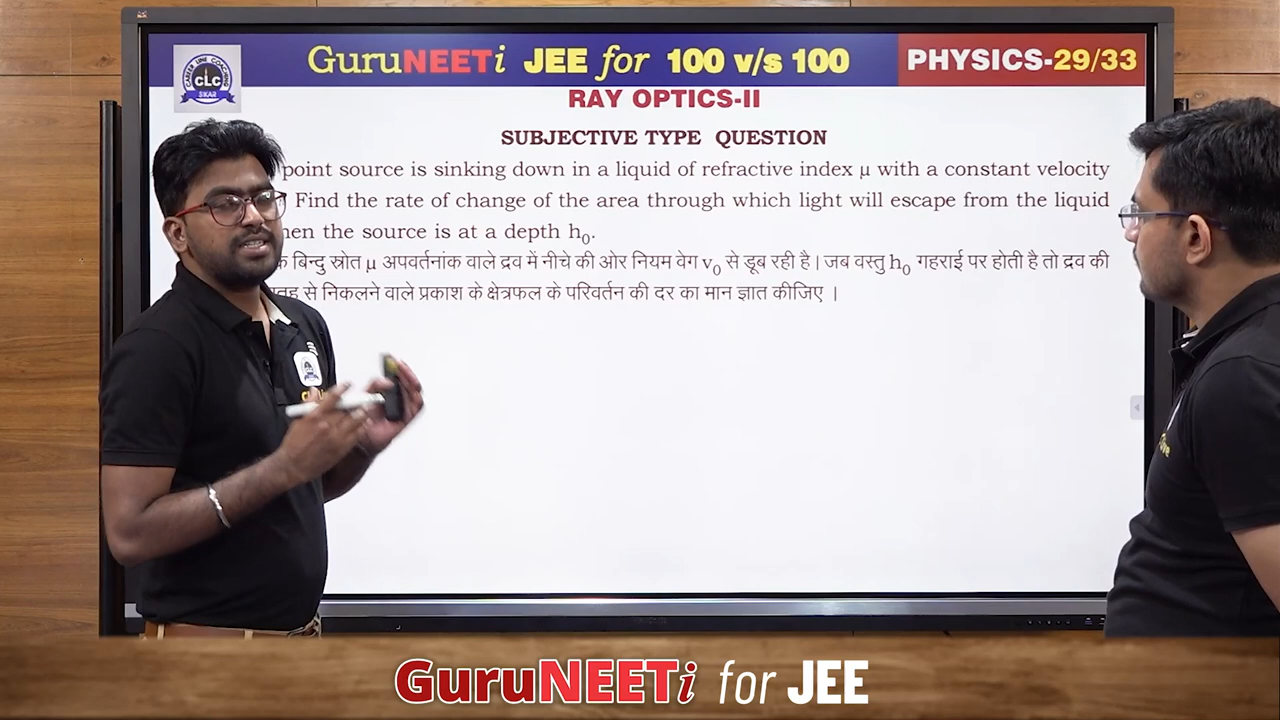 GuruNEETi JEE for 100 v/s 100
PHYSICS-29/33
CLC
SIKAR
RAY OPTICS-II
SUBJECTIVE TYPE QUESTION
point source is sinking down in a liquid of refractive index μ with a constant velocity
Find the rate of change of the area through which light will escape from the liquid
hen the source is at a depth h₀.
बिन्दु स्रोत μ अपवर्तनांक वाले द्रव में नीचे की ओर नियम वेग v₀ से डूब रही है। जब वस्तु h₀ गहराई पर होती है तो द्रव की
से निकलने वाले प्रकाश के क्षेत्रफल के परिवर्तन की दर का मान ज्ञात कीजिए ।
GuruNEETi for JEE